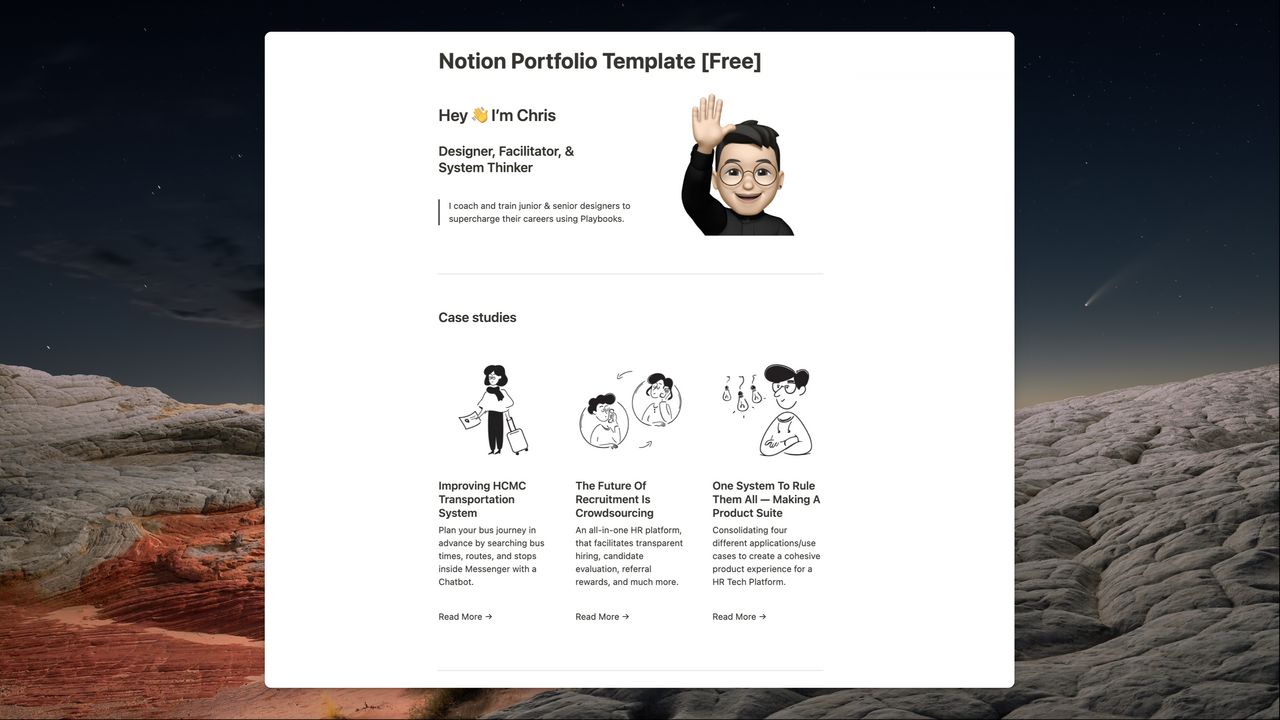 Notion Portfolio Template [Free]
Hey 👋 I’m Chris
Designer, Facilitator, &
System Thinker
I coach and train junior & senior designers to
supercharge their careers using Playbooks.
Case studies
Improving HCMC
Transportation
System
Plan your bus journey in
advance by searching bus
times, routes, and stops
inside Messenger with a
Chatbot.
Read More →
The Future Of
Recruitment Is
Crowdsourcing
An all-in-one HR platform,
that facilitates transparent
hiring, candidate
evaluation, referral
rewards, and much more.
Read More →
One System To Rule
Them All — Making A
Product Suite
Consolidating four
different applications/use
cases to create a cohesive
product experience for a
HR Tech Platform.
Read More →